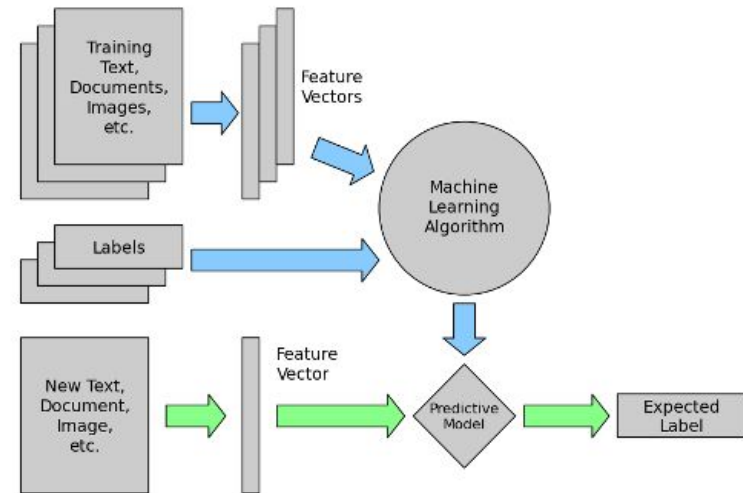 Training
Text,
Documents,
Images,
etc.
Feature
Vectors
Machine
Learning
Algorithm
Labels
New Text,
Document,
Image,
etc.
Feature
Vector
Predictive
Model
Expected
Label